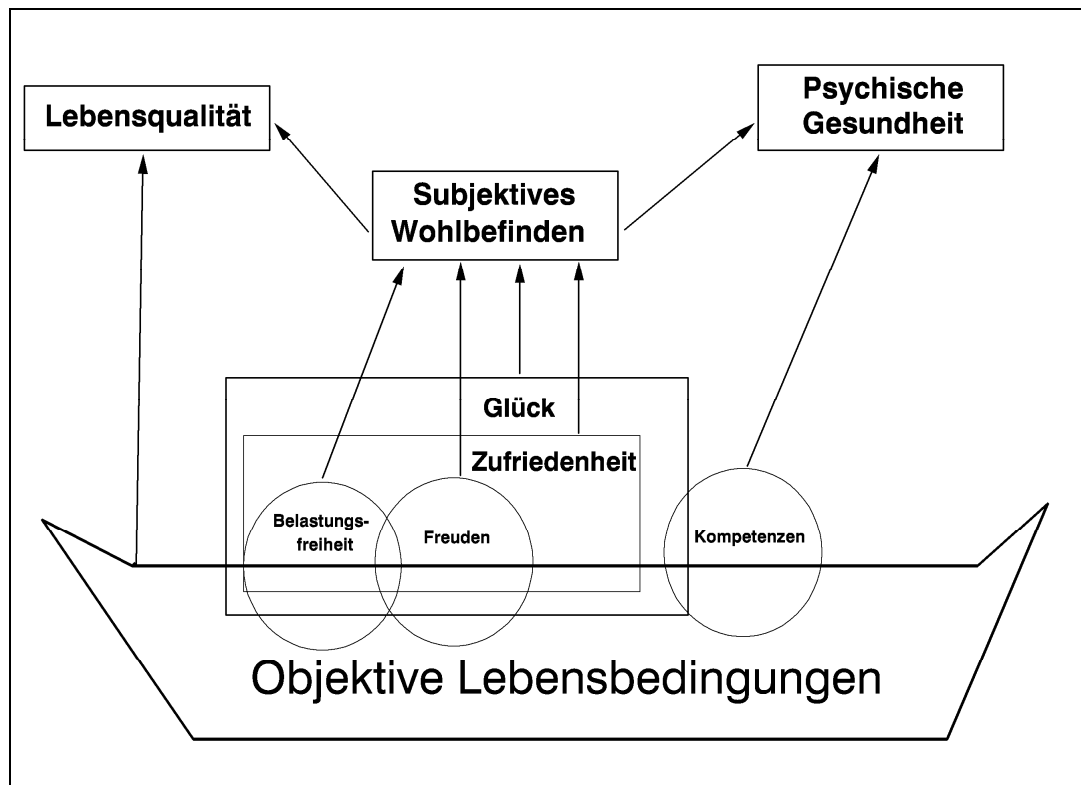 Lebensqualität
Psychische
Gesundheit
Subjektives
Wohlbefinden
Glück
Zufriedenheit
Belastungs-
freiheit
Freuden
Kompetenzen
Objektive Lebensbedingungen